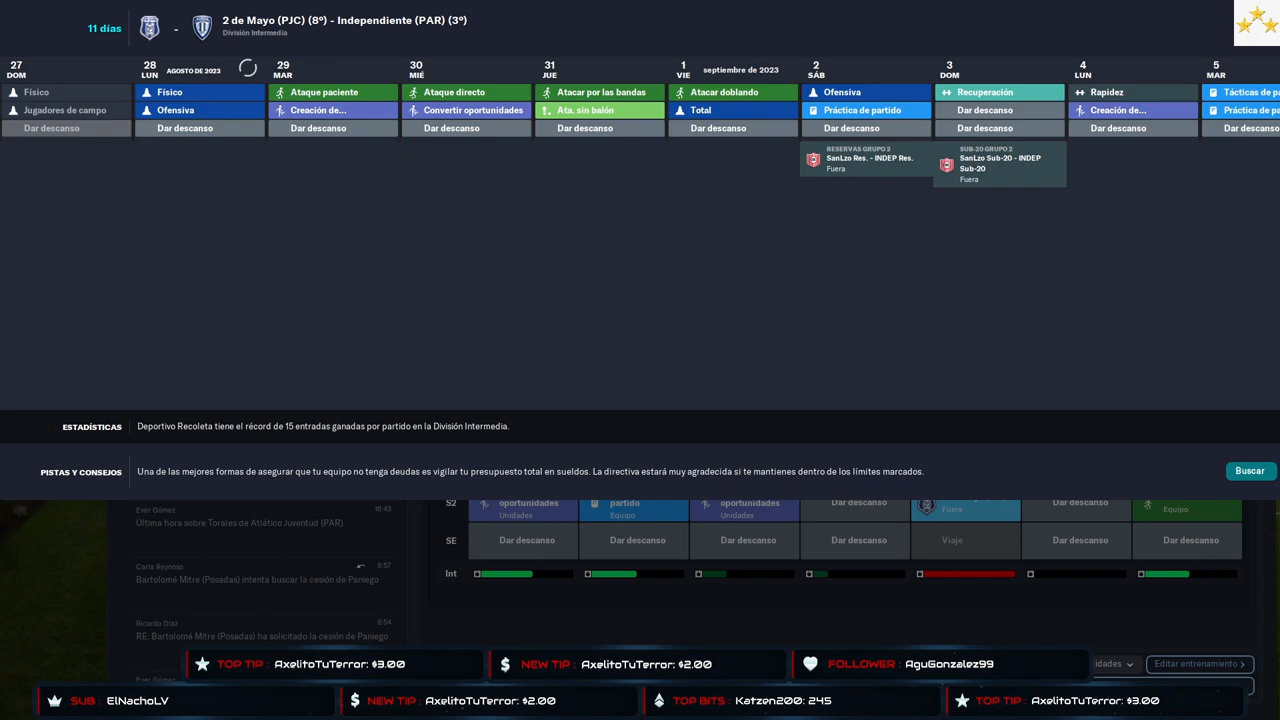 11 días
2 de Mayo (PJC) (8º) - Independiente (PAR) (3º)
División Intermedia
-
27
DOM
28
LUN
AGOSTO DE 2023
29
MAR
30
MIÉ
31
JUE
1
VIE
septiembre de 2023
2
SÁB
3
DOM
4
LUN
5
MAR
Físico
Físico
Ataque paciente
Ataque directo
Atacar por las bandas
Atacar doblando
Ofensiva
Recuperación
Rapidez
Tácticas de pa
Jugadores de campo
Ofensiva
Creación de...
Convertir oportunidades
Ata. sin balón
Total
Práctica de partido
Dar descanso
Creación de...
Práctica de pa
Dar descanso
Dar descanso
Dar descanso
Dar descanso
Dar descanso
Dar descanso
Dar descanso
Dar descanso
Dar descanso
Dar descanso
RESERVAS GRUPO 2
SanLzo Res. - INDEP Res.
Fuera
SUB-20 GRUPO 2
SanLzo Sub-20 - INDEP
Sub-20
Fuera
ESTADÍSTICAS
Deportivo Recoleta tiene el récord de 15 entradas ganadas por partido en la División Intermedia.
PISTAS Y CONSEJOS
Una de las mejores formas de asegurar que tu equipo no tenga deudas es vigilar tu presupuesto total en sueldos. La directiva estará muy agradecida si te mantienes dentro de los límites marcados.
Buscar
Ever Gómez
16:43
Última hora sobre Torales de Atlético Juventud (PAR)
Carla Reynoso
8:57
Bartolomé Mitre (Posadas) intenta buscar la cesión de Paniego
Ricardo Díaz
8:54
RE: Bartolomé Mitre (Posadas) ha solicitado la cesión de Paniego
Ever Gómez
S2
oportunidades
Unidades
partido
Equipo
oportunidades
Unidades
Dar descanso
Fuera
Dar descanso
Equipo
SE
Dar descanso
Dar descanso
Dar descanso
Dar descanso
Viaje
Dar descanso
Dar descanso
Int
idades
Editar entrenamiento
TOP TIP : AxelitoTuTerror: $3.00
NEW TIP : AxelitoTuTerror: $2.00
FOLLOWER : AguGonzalez99
SUB : ElNachoLV
NEW TIP : AxelitoTuTerror: $2.00
TOP BITS : Katzen200: 245
TOP TIP : AxelitoTuTerror: $3.00